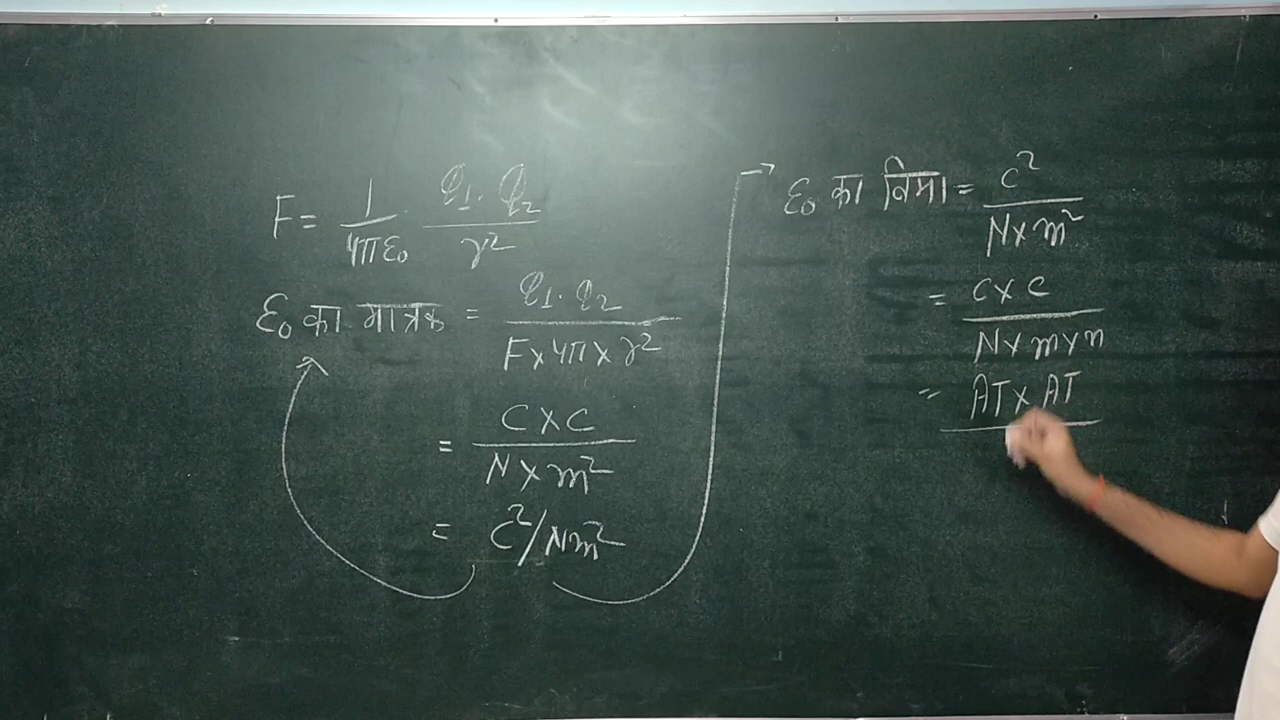 F = 1/4πε₀ · q₁. q₂/r²
ε₀ का मात्रक = q₁. q₂/F x 4π x r²
= C x C/N x m²
= C²/Nm²
ε₀ का विमा = C²/N x m²
= C x C/N x m x m
= AT x AT